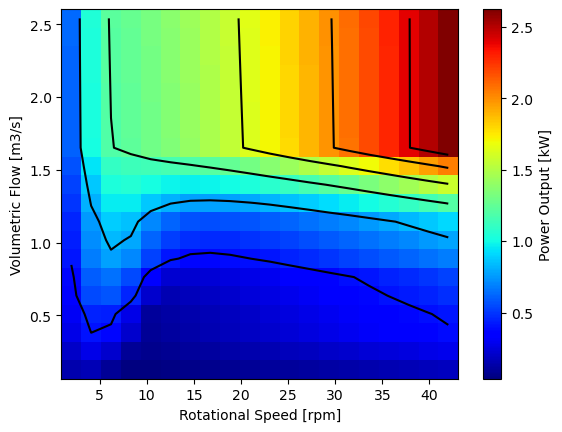 2.5
2.0
1.5
1.0
0.5
Volumetric Flow [m3/s]
5 10 15 20 25 30 35 40
Rotational Speed [rpm]
2.5
2.0
1.5
1.0
0.5
Power Output [kW]